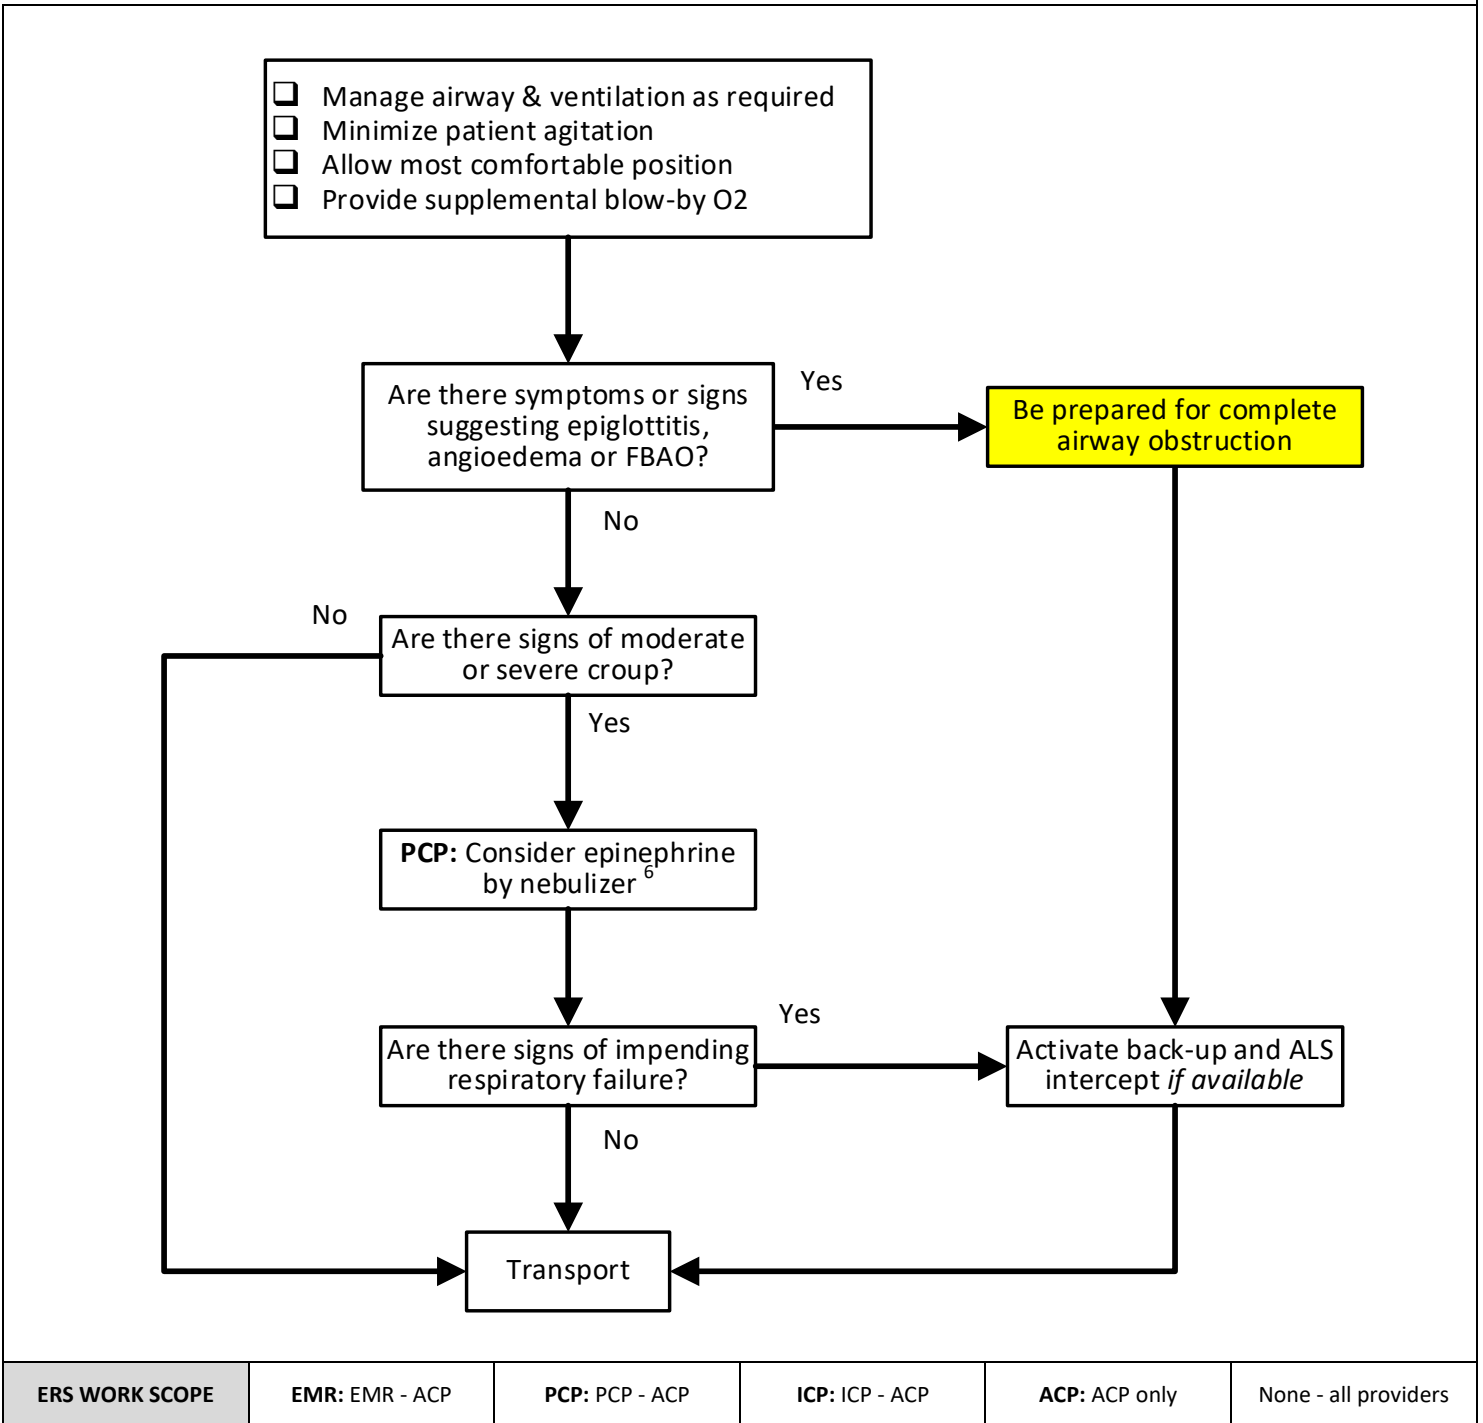 ❑ Manage airway & ventilation as required
❑ Minimize patient agitation
❑ Allow most comfortable position
❑ Provide supplemental blow-by O2
Are there symptoms or signs
suggesting epiglottitis,
angioedema or FBAO?
Yes
Be prepared for complete
airway obstruction
No
No
Are there signs of moderate
or severe croup?
Yes
PCP: Consider epinephrine
by nebulizer 6
Are there signs of impending
respiratory failure?
Yes
Activate back-up and ALS
intercept if available
No
Transport
ERS WORK SCOPE
EMR: EMR - ACP
PCP: PCP - ACP
ICP: ICP - ACP
ACP: ACP only
None - all providers